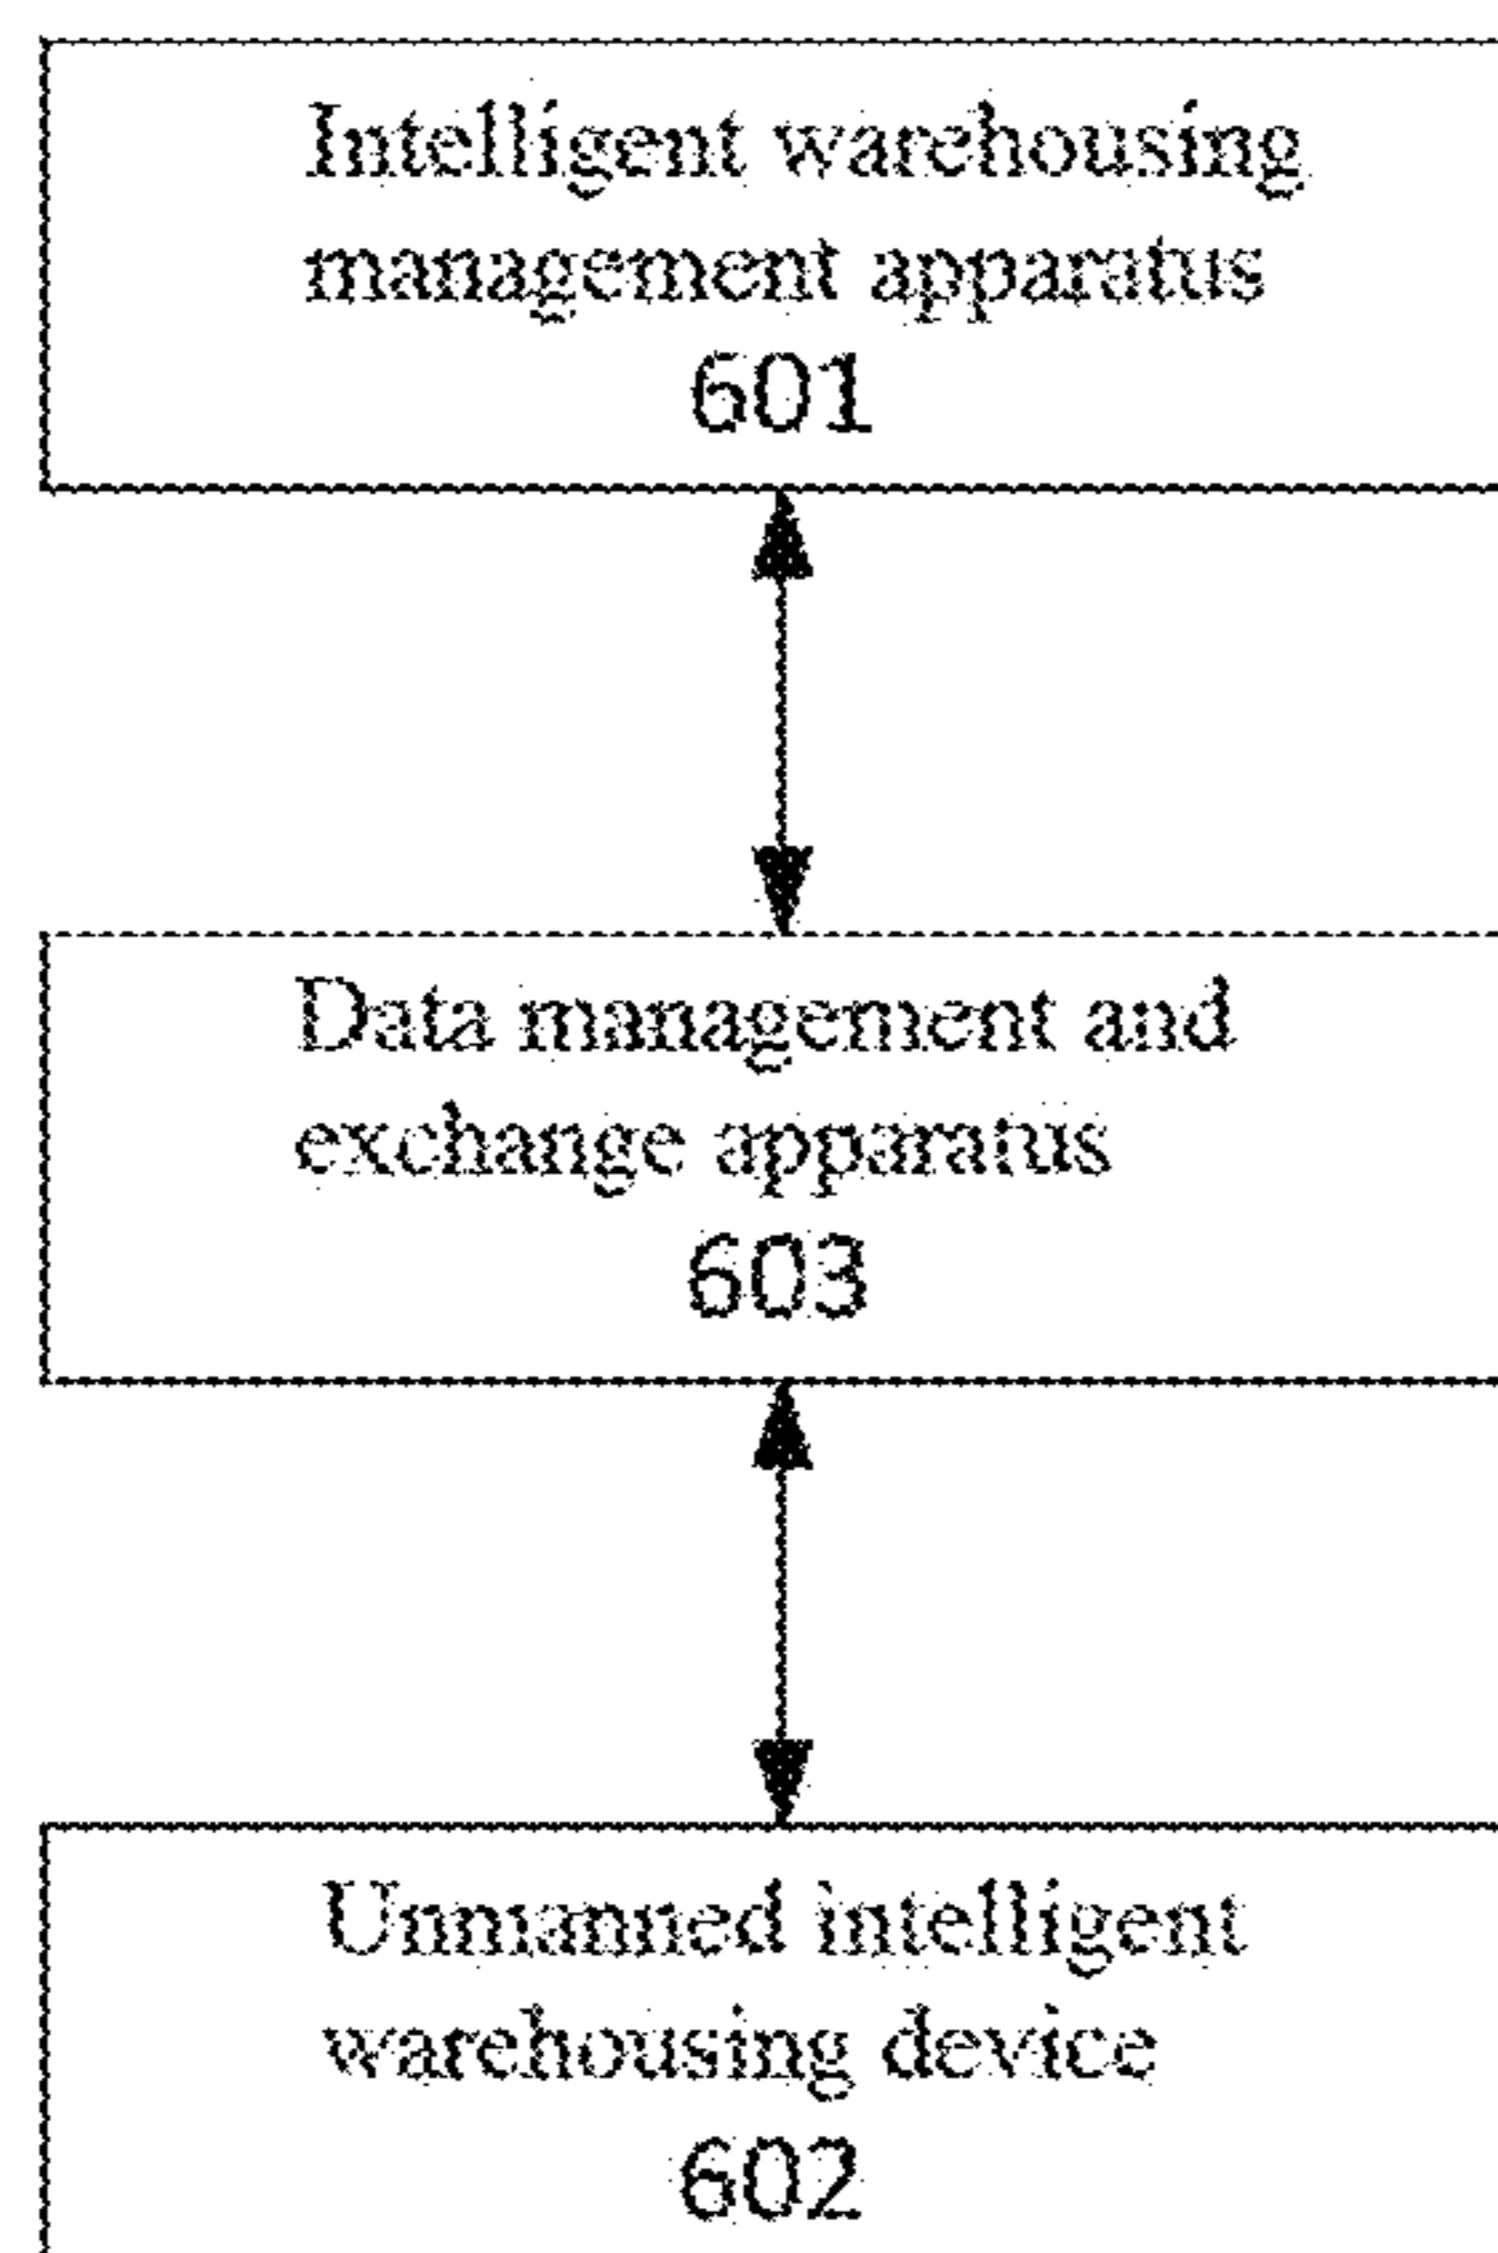 Intelligent warehousing
management apparatus
601
Data management and
exchange apparatus
603
Unmanned intelligent
warehousing device
602